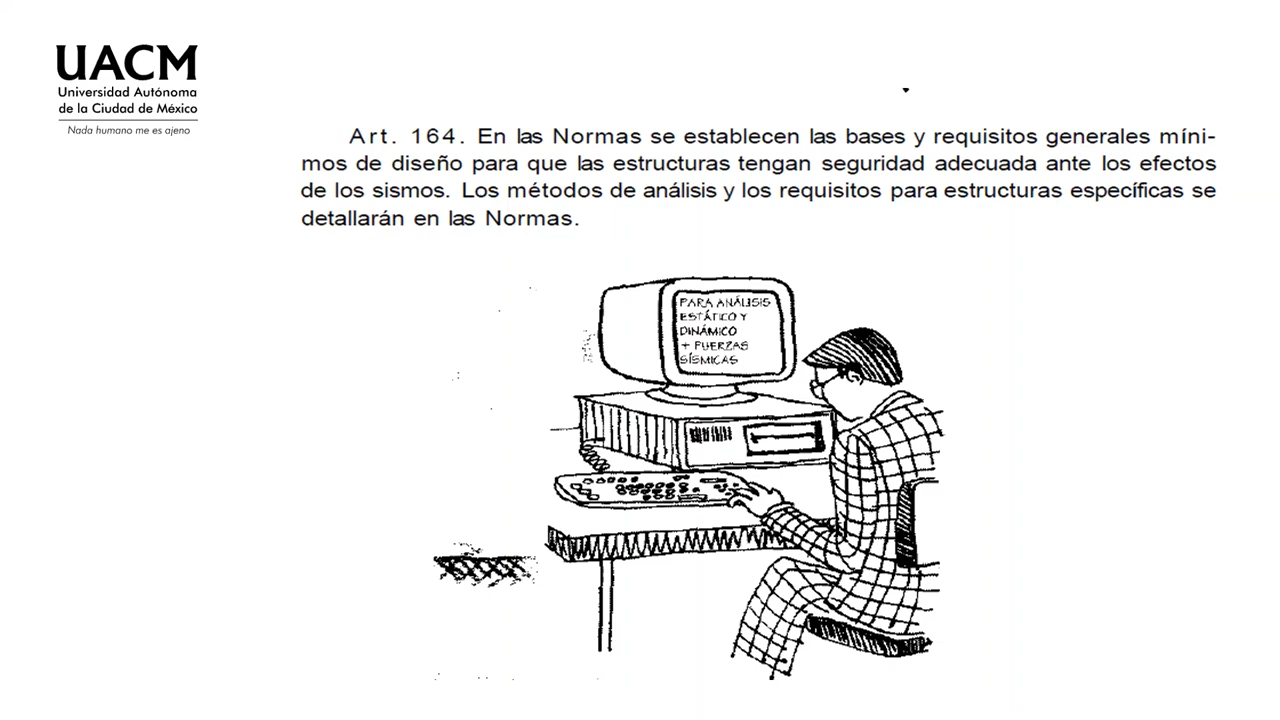 UACM
Universidad Autónoma
de la Ciudad de México
Nada humano me es ajeno
Art. 164. En las Normas se establecen las bases y requisitos generales míni-
mos de diseño para que las estructuras tengan seguridad adecuada ante los efectos
de los sismos. Los métodos de análisis y los requisitos para estructuras específicas se
detallarán en las Normas.
PARA ANÁLISIS
ESTÁTICO Y
DINÁMICO
+ FUERZAS
SÍSMICAS